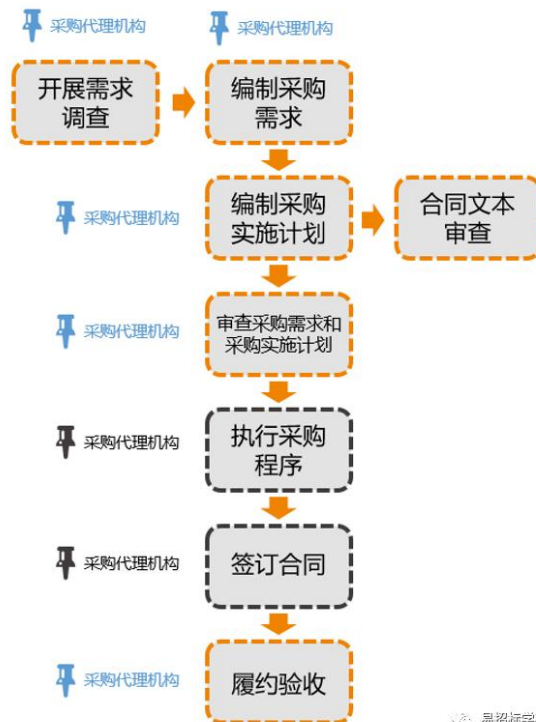 采购代理机构
采购代理机构
开展需求
调查
编制采购
需求
采购代理机构
编制采购
实施计划
合同文本
审查
采购代理机构
审查采购需求和
采购实施计划
采购代理机构
执行采购
程序
采购代理机构
签订合同
采购代理机构
履约验收